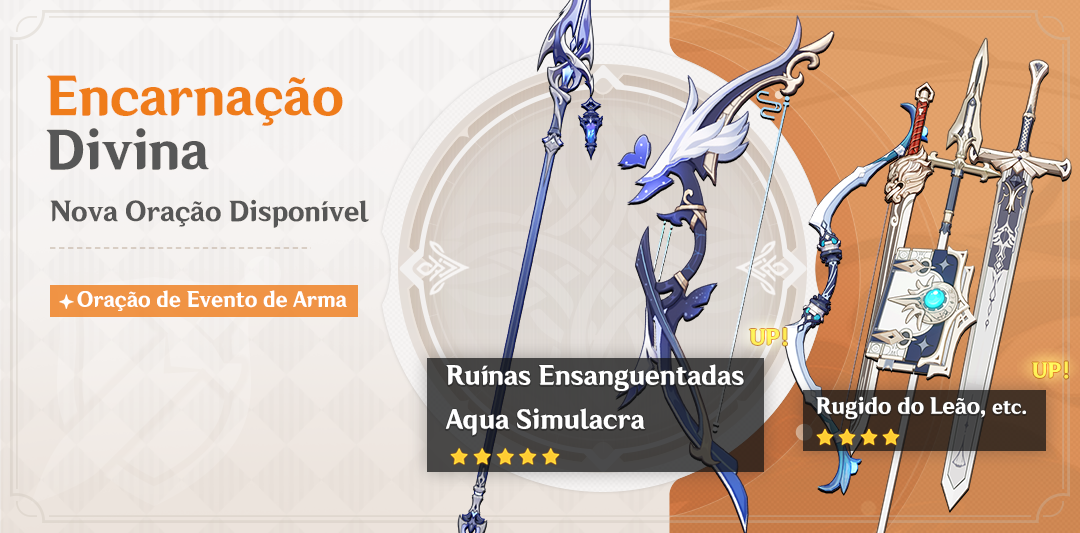 Encarnação
Divina
Nova Oração Disponível
Oração de Evento de Arma
UP!
Ruínas Ensanguentadas
Aqua Simulacra
UP!
Rugido do Leão, etc.